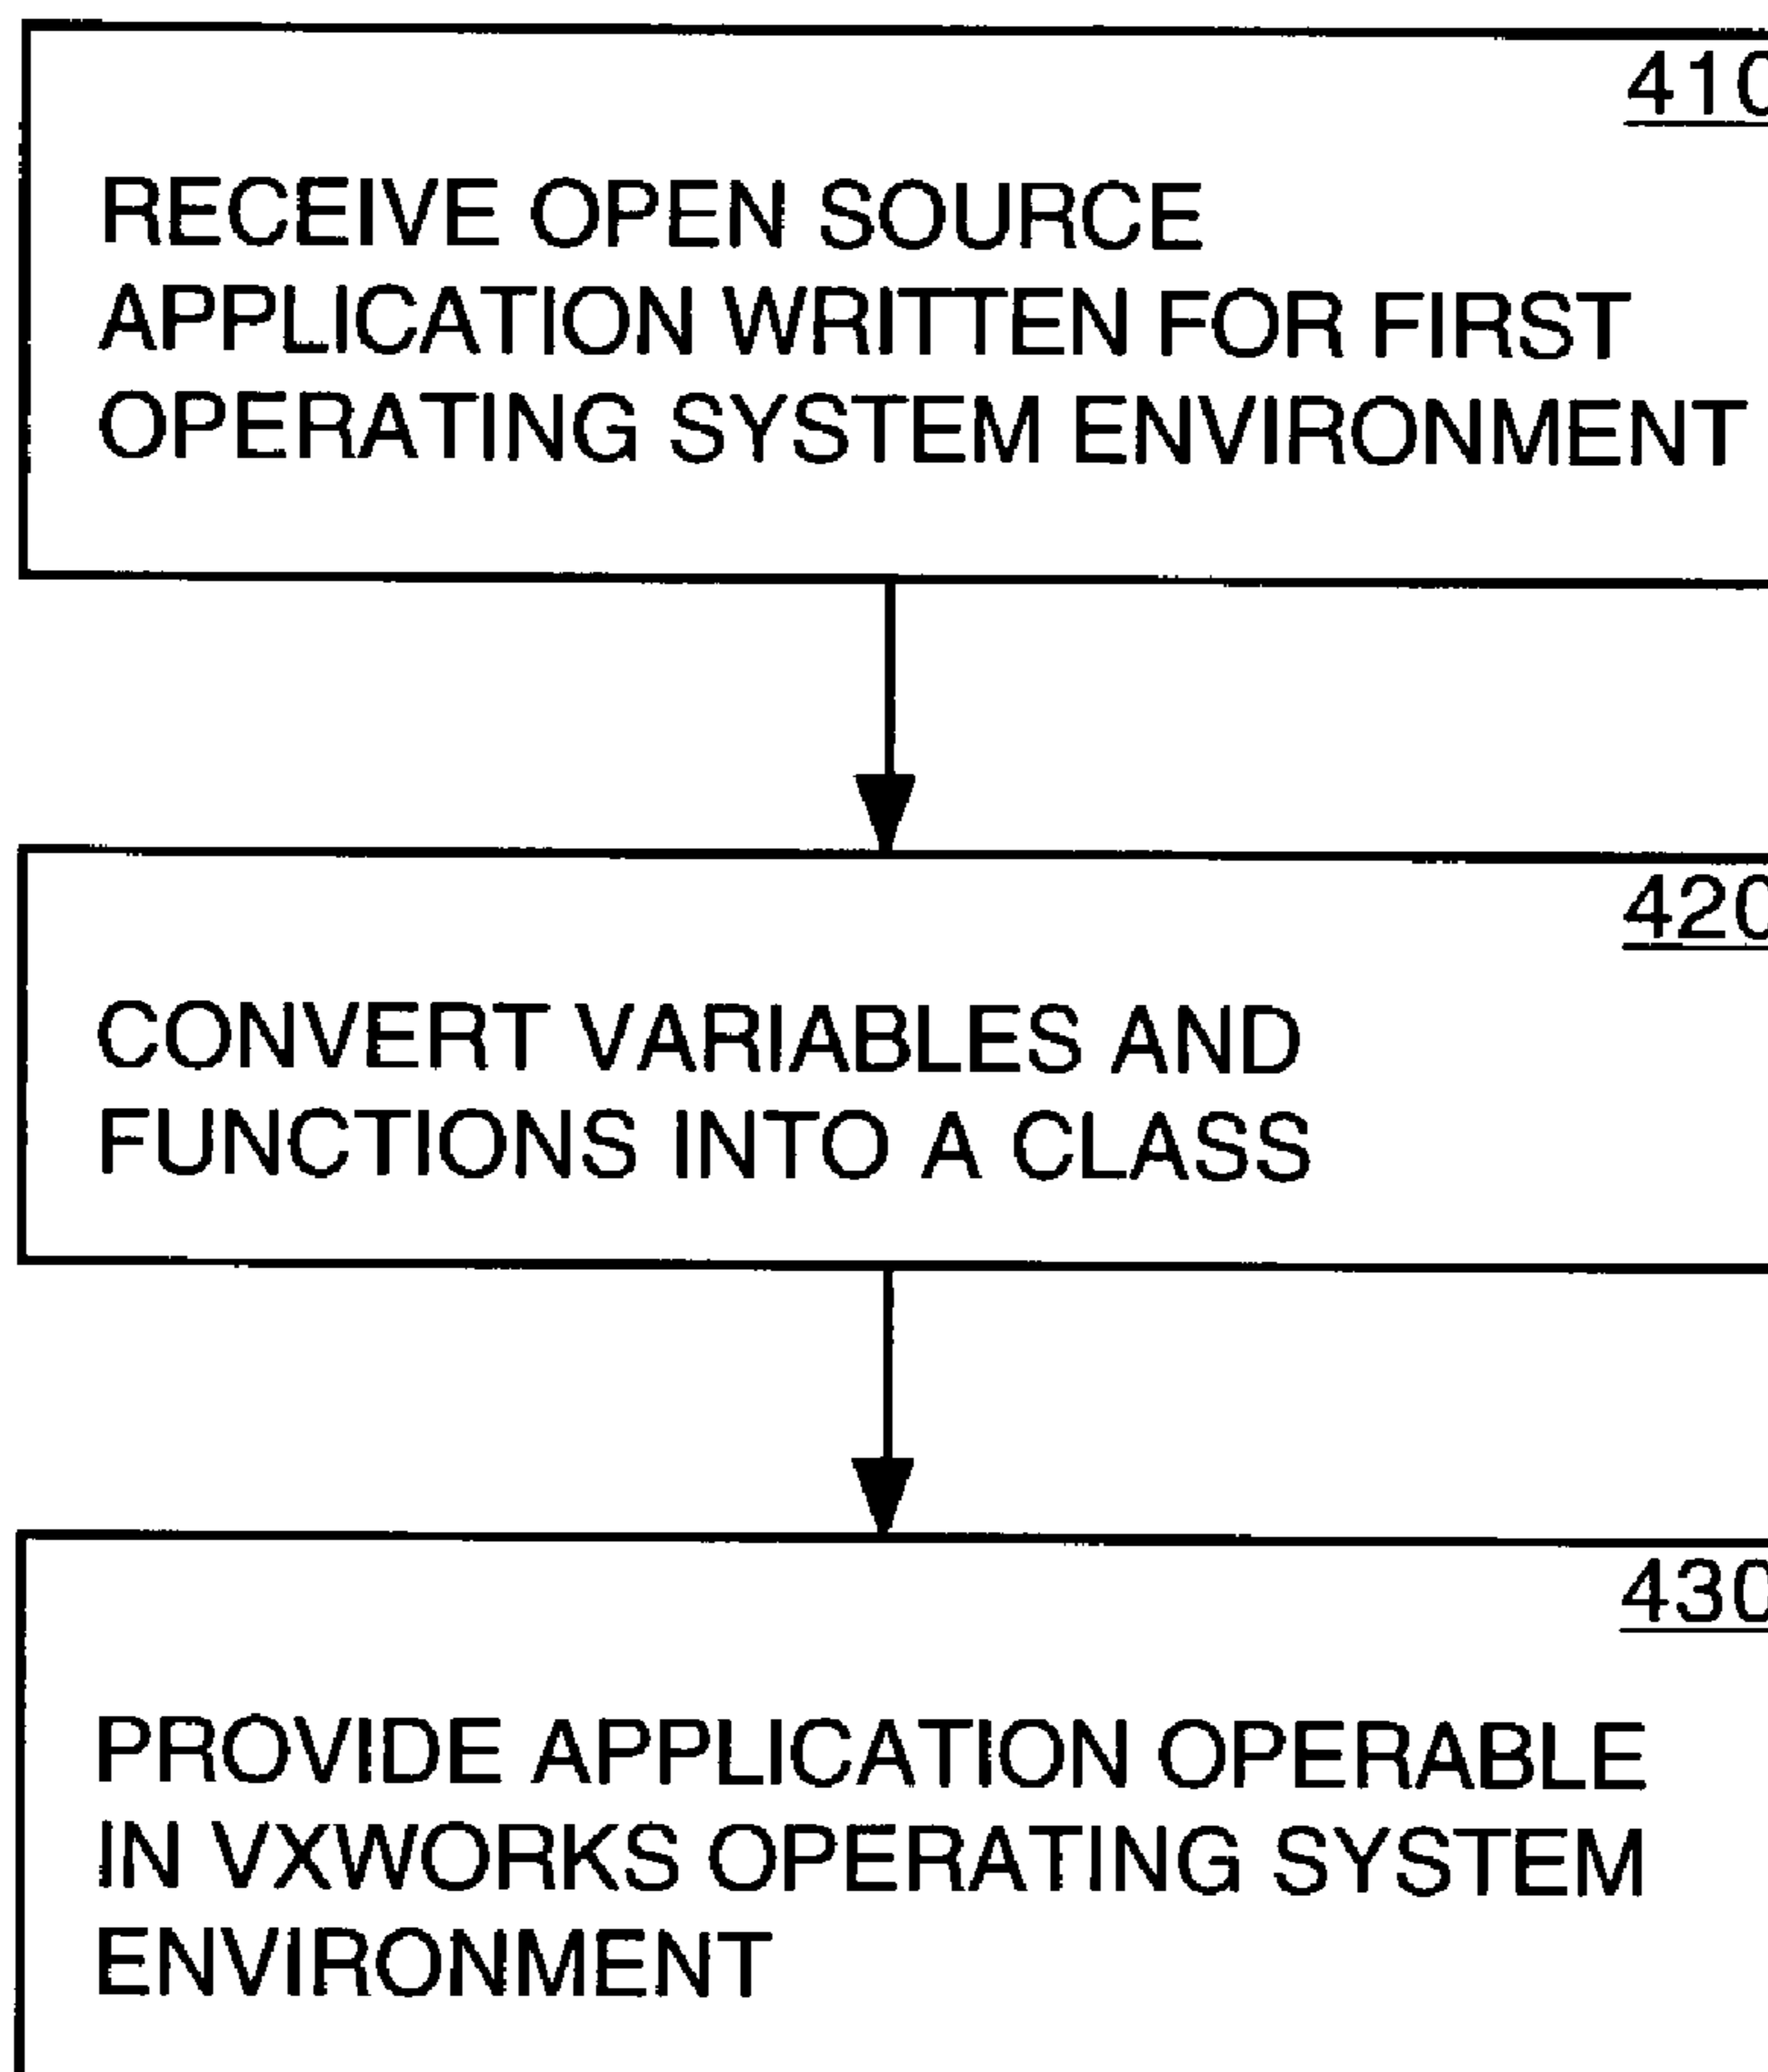 410
RECEIVE OPEN SOURCE
APPLICATION WRITTEN FOR FIRST
OPERATING SYSTEM ENVIRONMENT
420
CONVERT VARIABLES AND
FUNCTIONS INTO A CLASS
430
PROVIDE APPLICATION OPERABLE
IN VXWORKS OPERATING SYSTEM
ENVIRONMENT